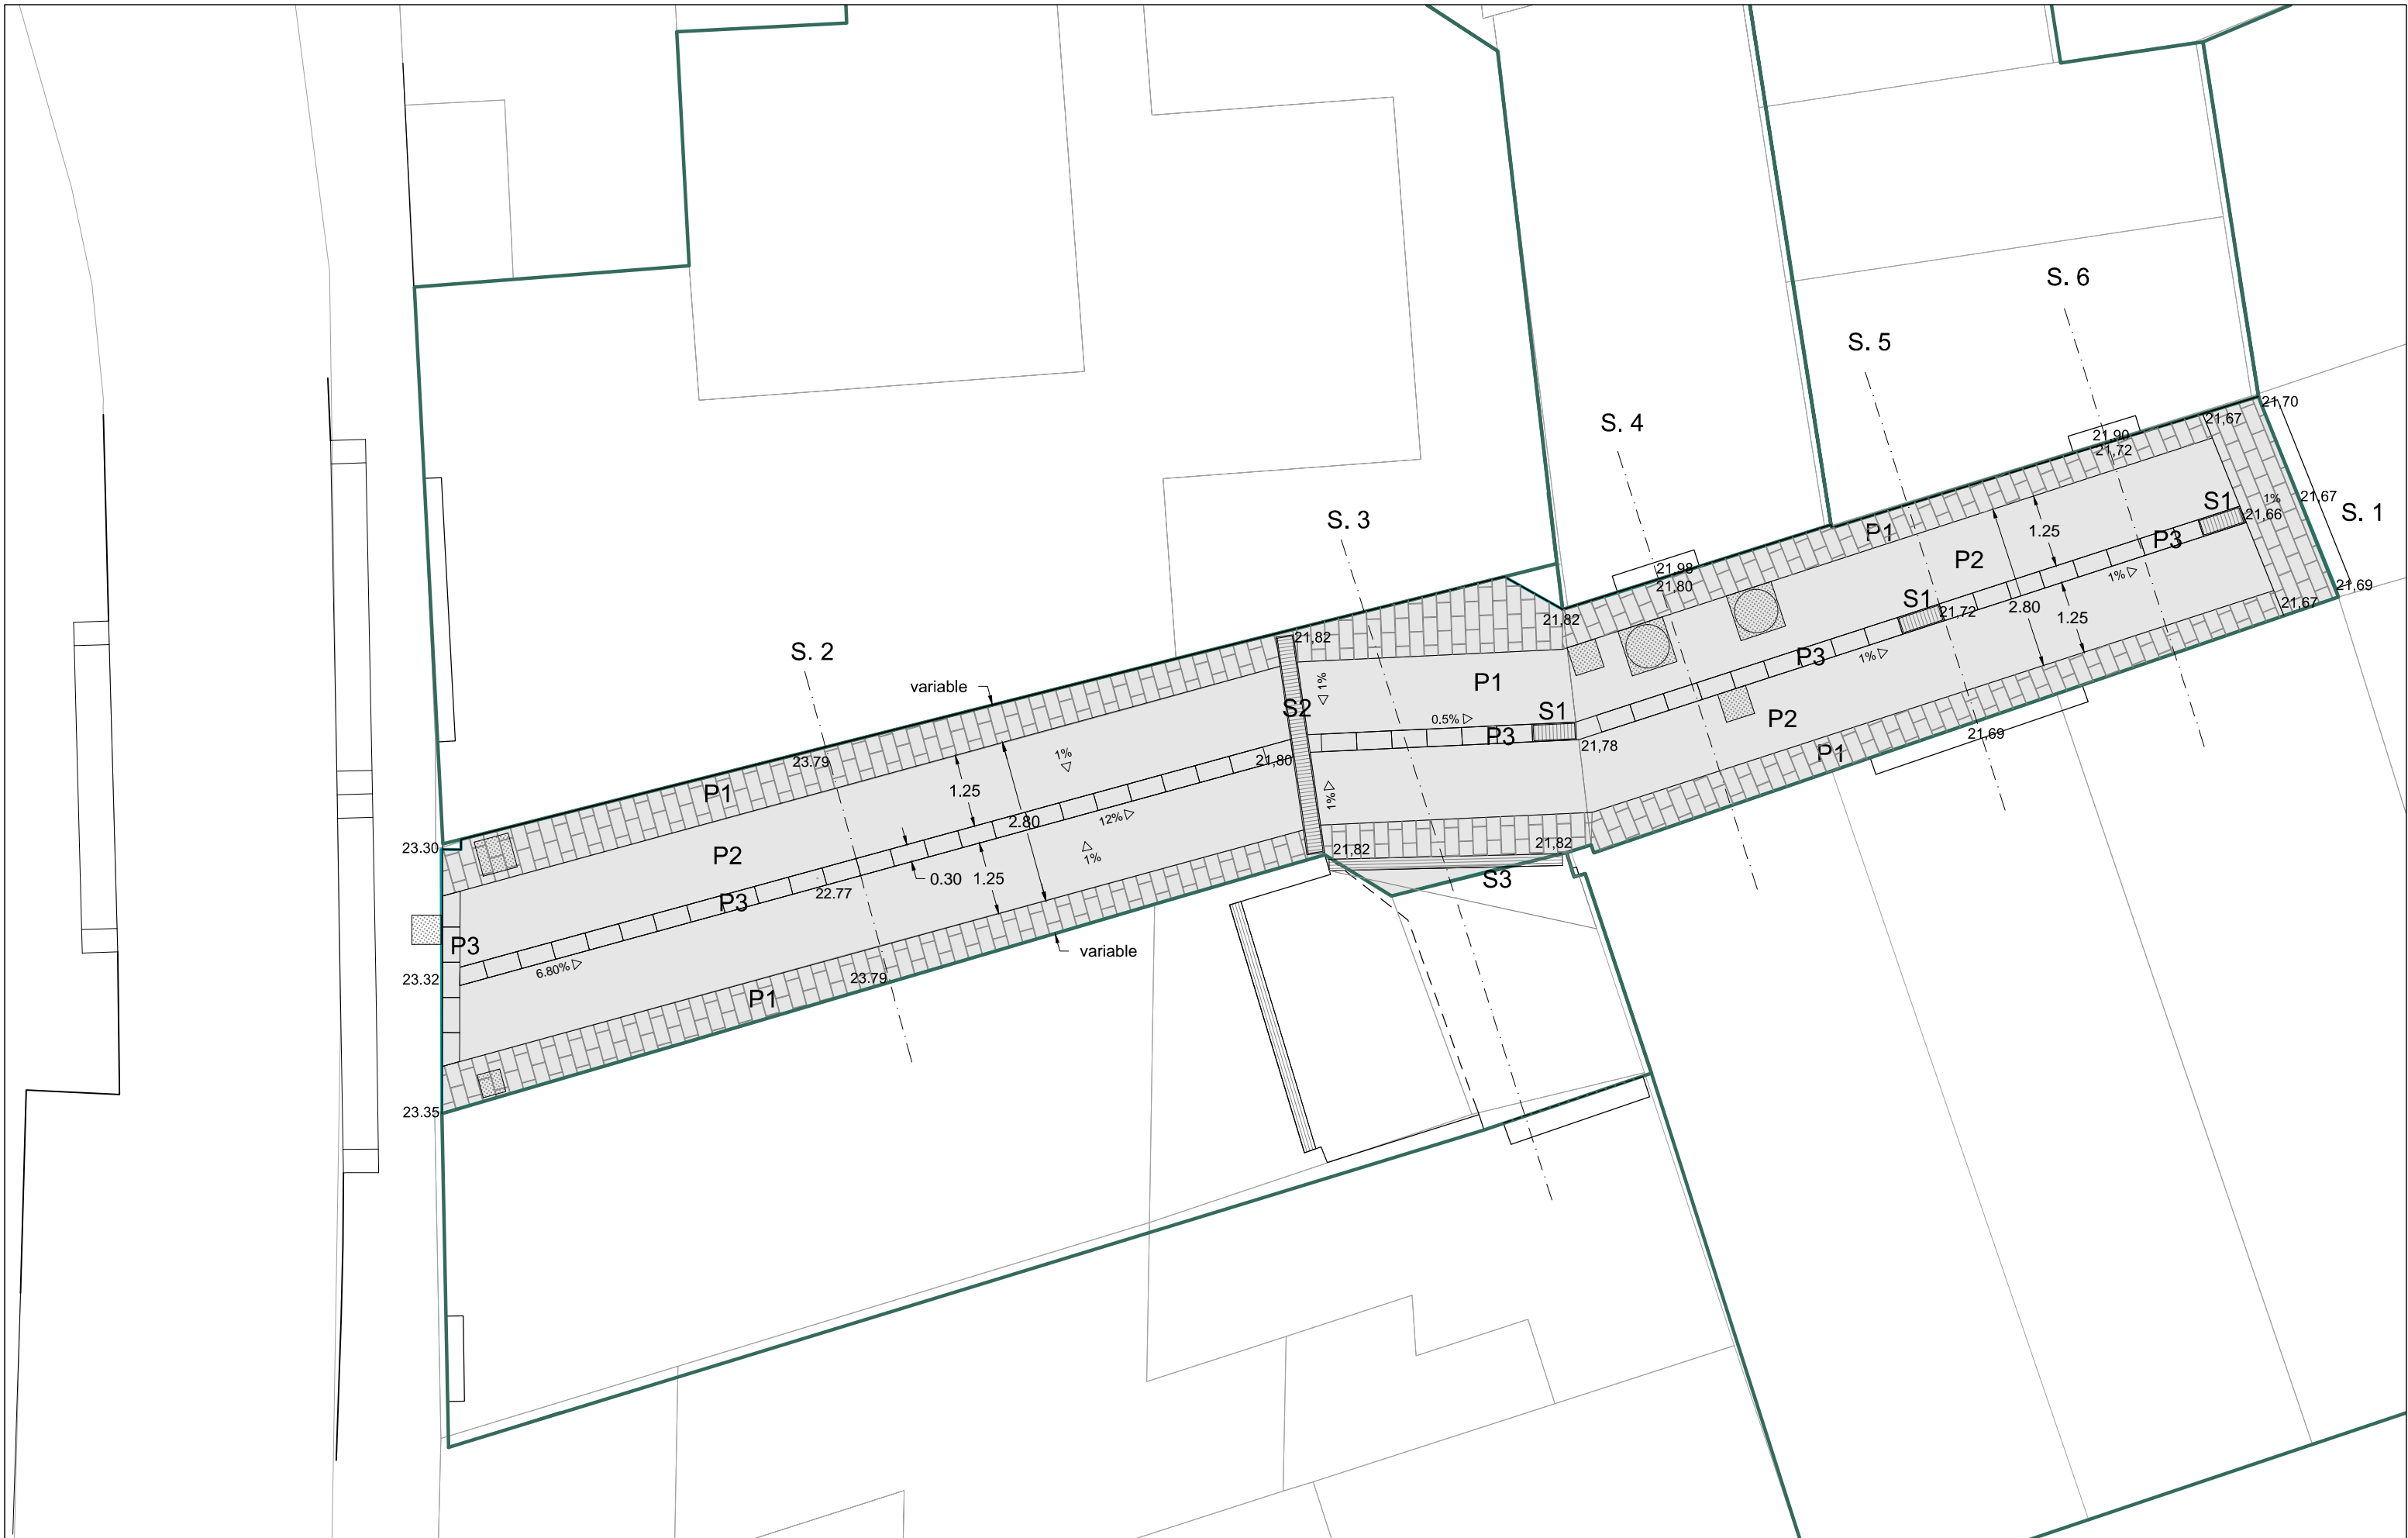 S. 6
S. 5
S. 4
S. 3
S. 2
S. 1
21,70
21,67
21,90
21,72
1%
21,67
S1
21,66
P1
1.25
P3
P2
1%
21,69
21,67
21,98
21,80
21,82
S1
21,72
2.80
1.25
P3
1%
P2
21,69
P1
21,82
1%
P1
S2
0.5%
S1
P3
21,78
21,80
1%
21,82
21,82
S3
variable
23.79
1%
P1
1.25
2.80
12%
1%
23.30
P2
0.30
1.25
22.77
P3
P3
6.80%
23.32
23.79
variable
P1
23.35